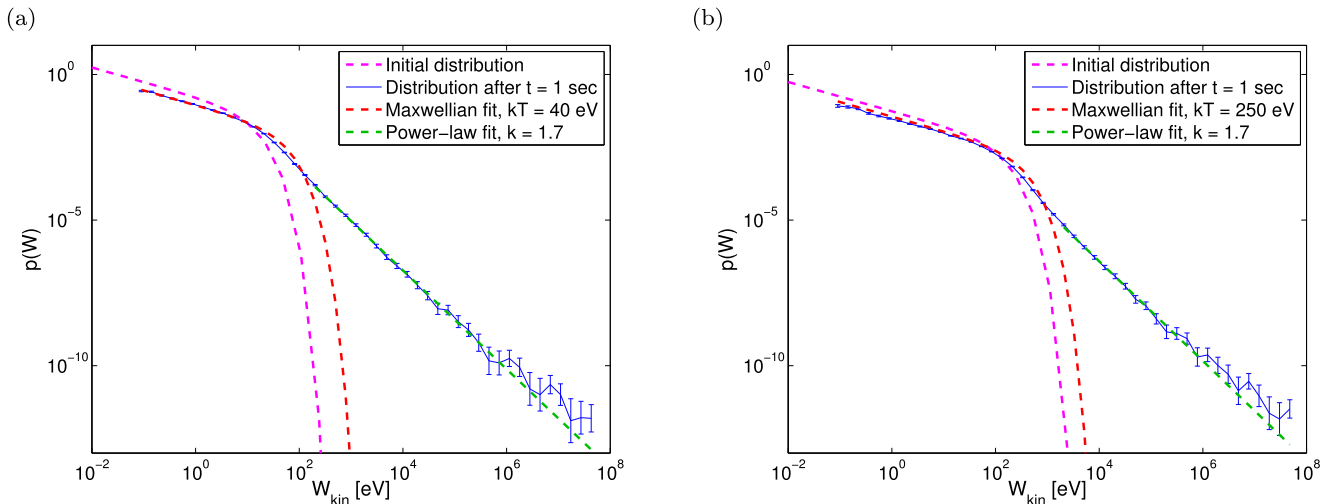 (a)
10^0
10^-5
10^-10
p(W)
10^-2
10^0
10^2
10^4
10^6
10^8
W_kin [eV]
Initial distribution
Distribution after t = 1 sec
Maxwellian fit, kT = 40 eV
Power-law fit, k = 1.7
(b)
10^0
10^-5
10^-10
p(W)
10^-2
10^0
10^2
10^4
10^6
10^8
W_kin [eV]
Initial distribution
Distribution after t = 1 sec
Maxwellian fit, kT = 250 eV
Power-law fit, k = 1.7